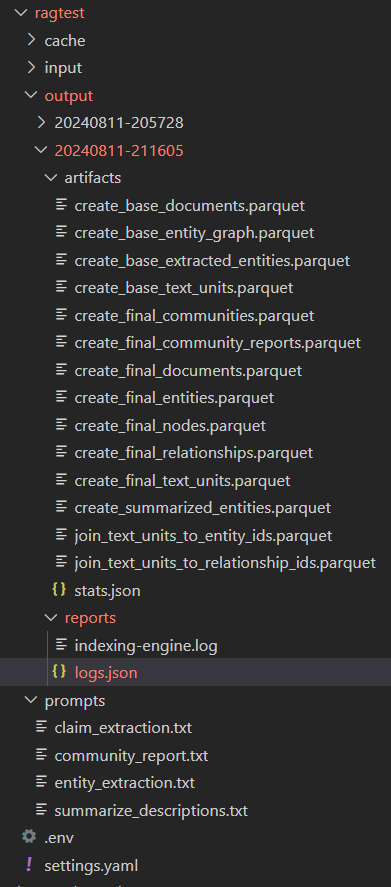 ragtest
cache
input
output
20240811-205728
20240811-211605
artifacts
create_base_documents.parquet
create_base_entity_graph.parquet
create_base_extracted_entities.parquet
create_base_text_units.parquet
create_final_communities.parquet
create_final_community_reports.parquet
create_final_documents.parquet
create_final_entities.parquet
create_final_nodes.parquet
create_final_relationships.parquet
create_final_text_units.parquet
create_summarized_entities.parquet
join_text_units_to_entity_ids.parquet
join_text_units_to_relationship_ids.parquet
{} stats.json
reports
indexing-engine.log
{} logs.json
prompts
claim_extraction.txt
community_report.txt
entity_extraction.txt
summarize_descriptions.txt
.env
! settings.yaml